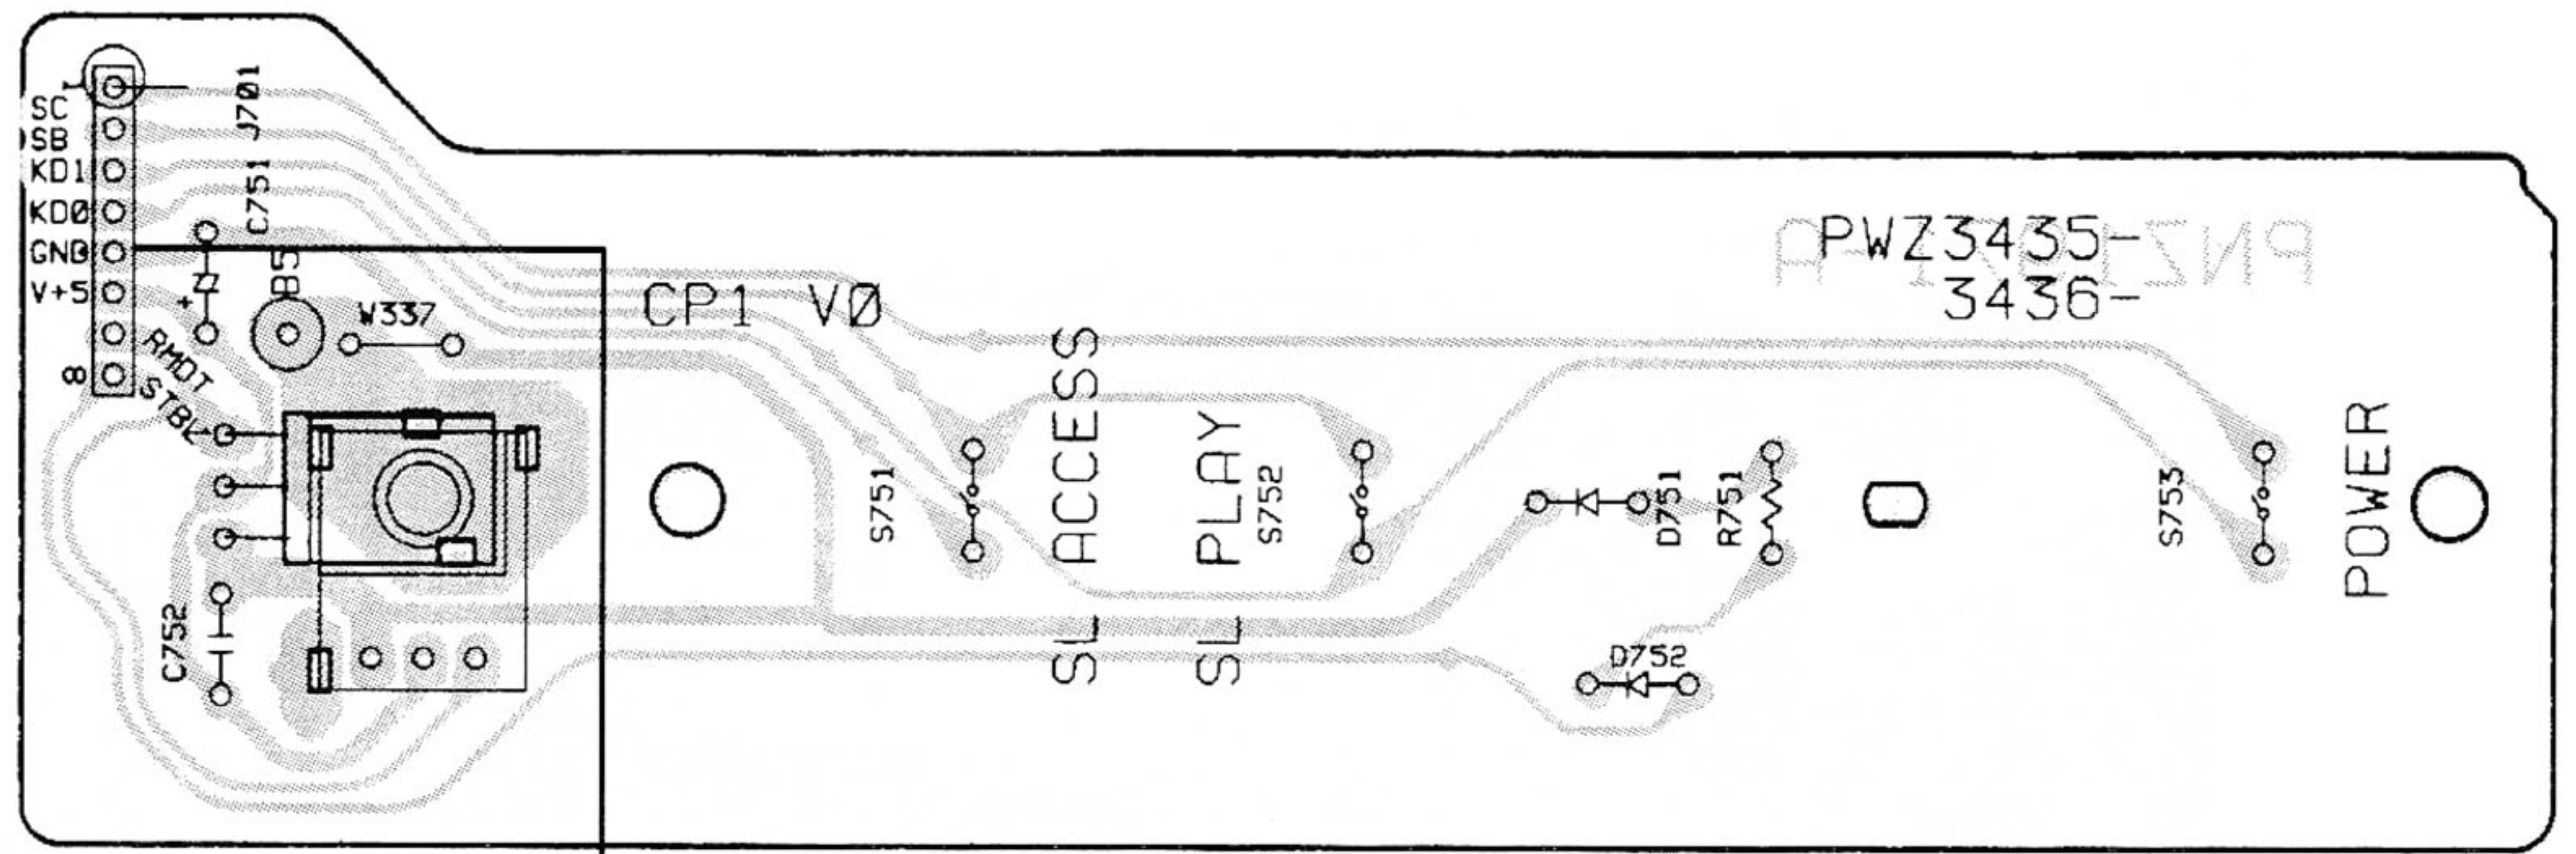 SC
SB
KD1
KD0
GND
V+5
8
J701
C751
B5
W337
RMDT
STBL
C752
CP1 V0
S751
SL ACCESS
SL PLAY
S752
D751
R751
D752
PWZ3435-
3436-
S753
POWER